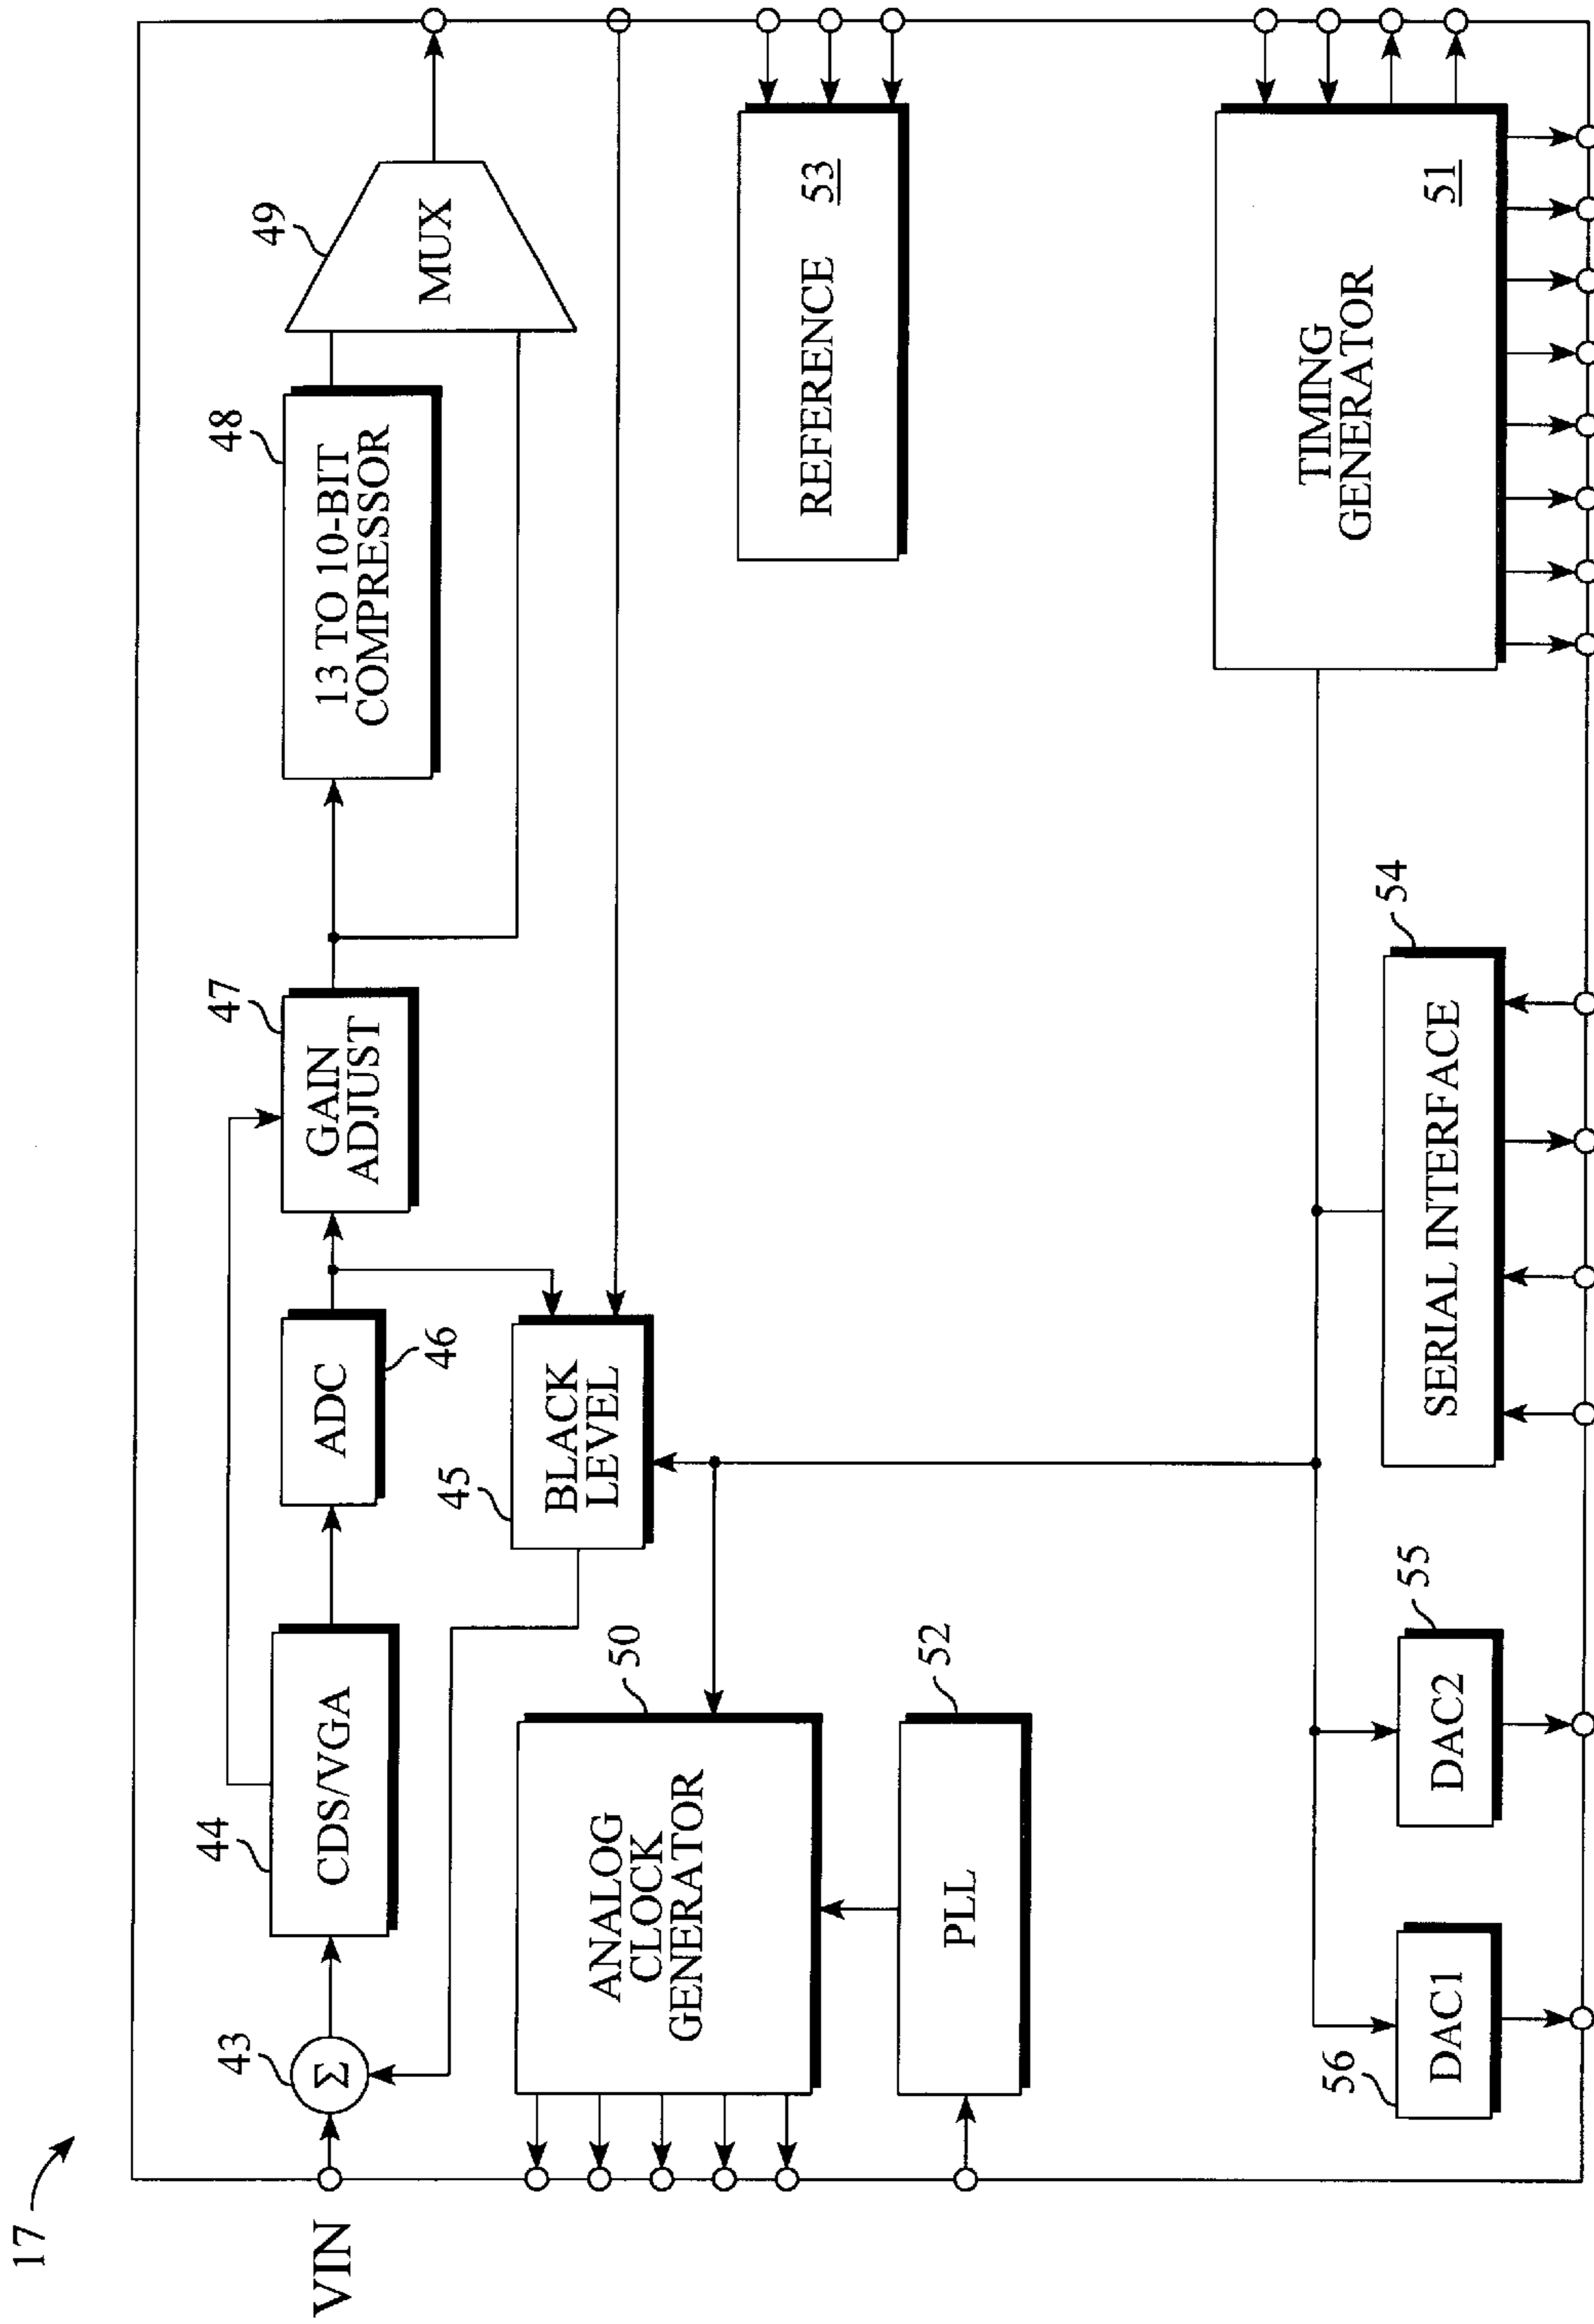 17
VIN
43
Σ
44
CDS/VGA
46
ADC
47
GAIN
ADJUST
48
13 TO 10-BIT
COMPRESSOR
49
MUX
45
BLACK
LEVEL
50
ANALOG
CLOCK
GENERATOR
52
PLL
REFERENCE 53
56
DAC1
55
DAC2
54
SERIAL INTERFACE
TIMING
GENERATOR
51